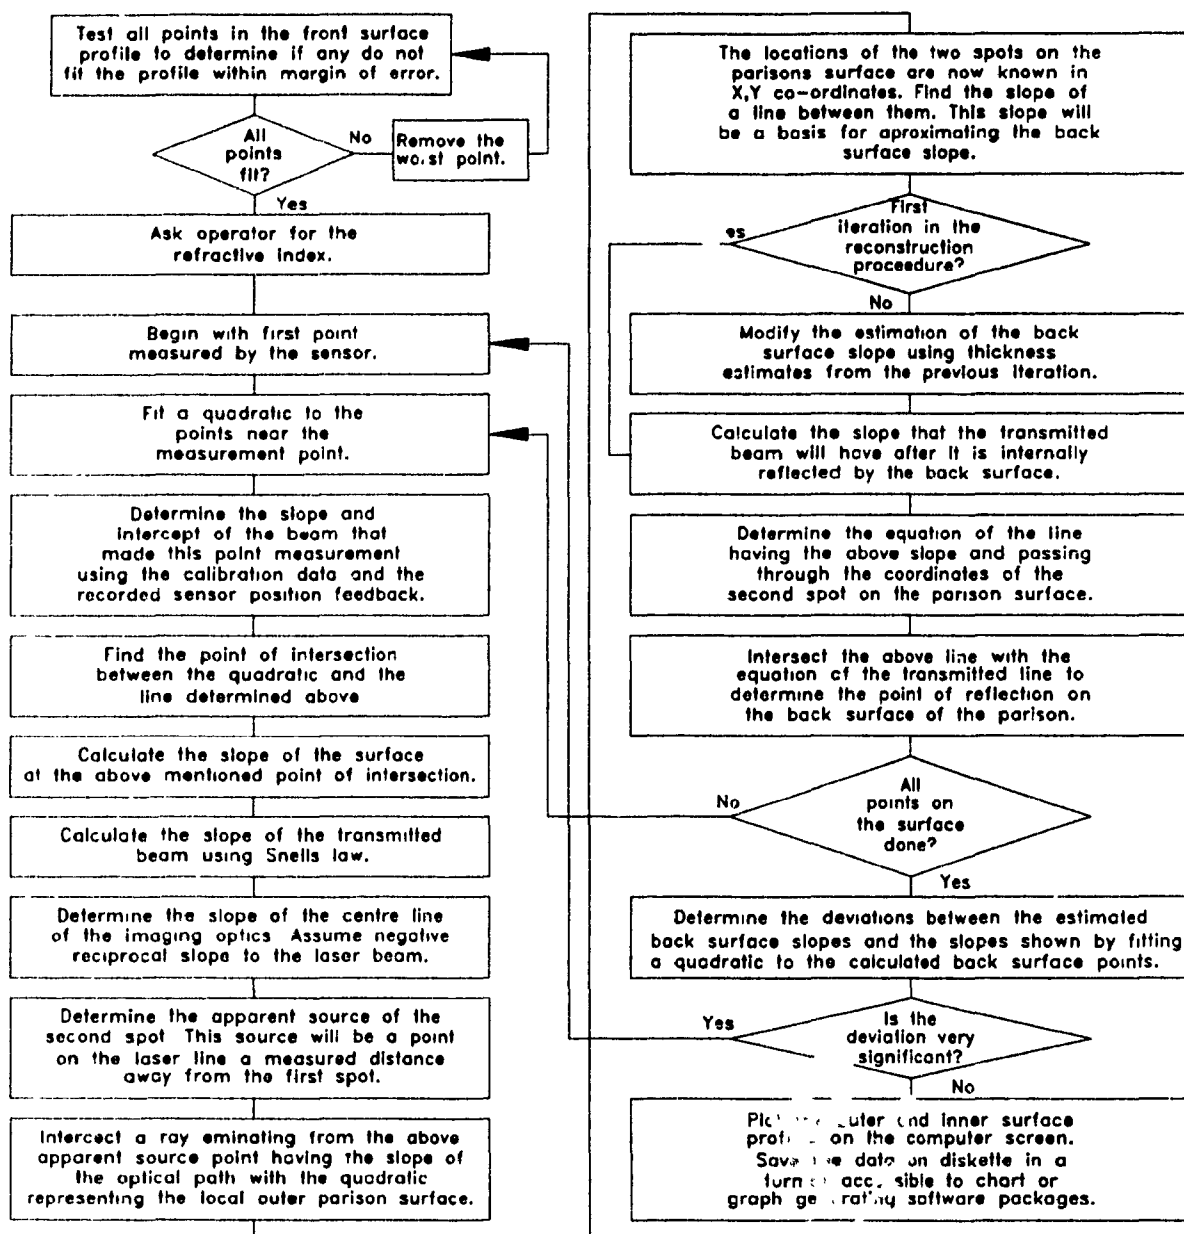 Test all points in the front surface
profile to determine if any do not
fit the profile within margin of error.
All
points
fit?
No
Remove the
worst point.
Yes
Ask operator for the
refractive index.
Begin with first point
measured by the sensor.
Fit a quadratic to the
points near the
measurement point.
Determine the slope and
intercept of the beam that
made this point measurement
using the calibration data and the
recorded sensor position feedback.
Find the point of intersection
between the quadratic and the
line determined above
Calculate the slope of the surface
at the above mentioned point of intersection.
Calculate the slope of the transmitted
beam using Snells law.
Determine the slope of the centre line
of the imaging optics Assume negative
reciprocal slope to the laser beam.
Determine the apparent source of the
second spot This source will be a point
on the laser line a measured distance
away from the first spot.
Intercect a ray eminating from the above
apparent source point having the slope of
the optical path with the quadratic
representing the local outer parison surface.
The locations of the two spots on the
parisons surface are now known in
X,Y co-ordinates. Find the slope of
a line between them. This slope will
be a basis for aproximating the back
surface slope.
First
iteration in the
reconstruction
proceedure?
es
No
Modify the estimation of the back
surface slope using thickness
estimates from the previous iteration.
Calculate the slope that the transmitted
beam will have after it is internally
reflected by the back surface.
Determine the equation of the line
having the above slope and passing
through the coordinates of the
second spot on the parison surface.
Intersect the above line with the
equation of the transmitted line to
determine the point of reflection on
the back surface of the parison.
All
points on
the surface
done?
No
Yes
Determine the deviations between the estimated
back surface slopes and the slopes shown by fitting
a quadratic to the calculated back surface points.
Is the
deviation very
significant?
Yes
No
and inner surface
on the computer screen.
Save the data on diskette in a
to chart or
graph generating software packages.